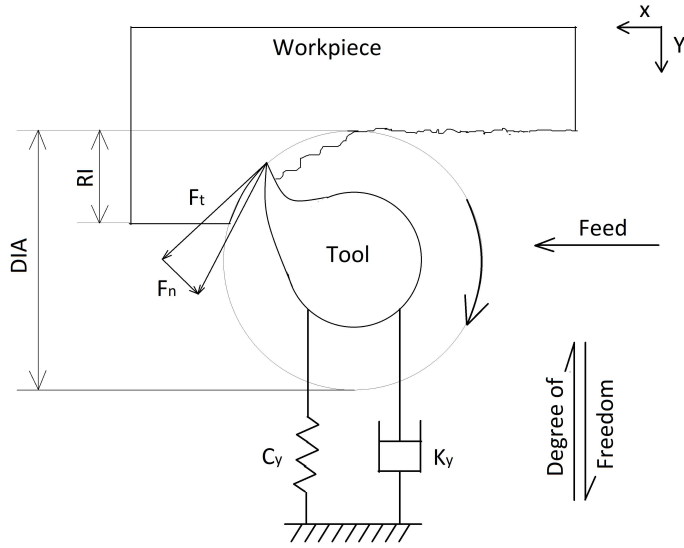 x
Workpiece
Y
RI
Ft
Feed
DIA
Tool
Fn
Degree of
Freedom
Cy
Ky